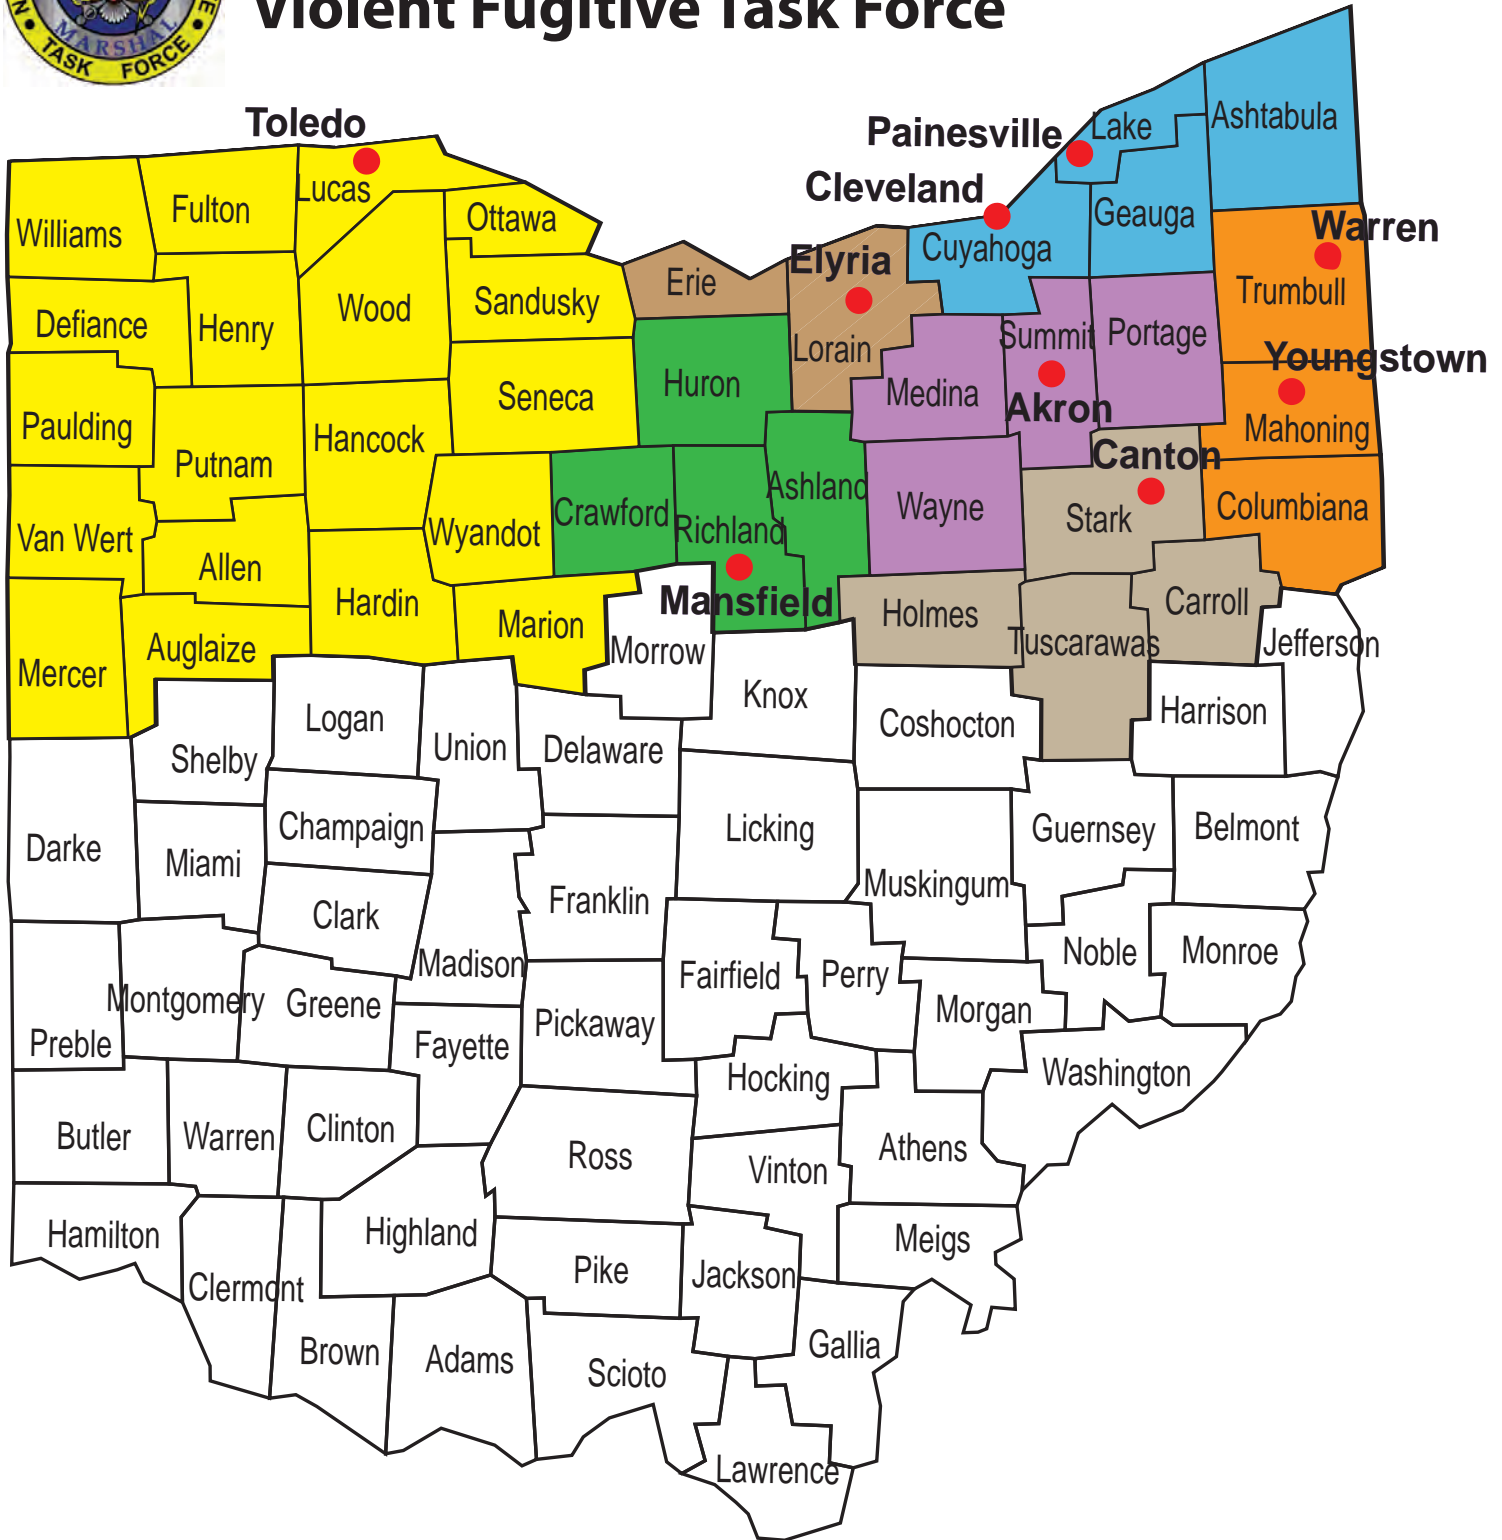 Violent Fugitive Task Force
MARSHAL
TASK FORCE
Toledo
Painesville
Lake
Ashtabula
Cleveland
Lucas
Fulton
Williams
Ottawa
Geauga
Warren
Cuyahoga
Elyria
Erie
Trumbull
Wood
Sandusky
Defiance
Henry
Summit
Portage
Lorain
Youngstown
Huron
Medina
Seneca
Akron
Paulding
Mahoning
Hancock
Canton
Putnam
Ashland
Wayne
Columbiana
Crawford
Stark
Richland
Wyandot
Van Wert
Allen
Mansfield
Hardin
Carroll
Holmes
Marion
Tuscarawas
Jefferson
Auglaize
Morrow
Mercer
Knox
Harrison
Logan
Coshocton
Union
Delaware
Shelby
Champaign
Licking
Guernsey
Belmont
Darke
Miami
Muskingum
Franklin
Clark
Noble
Monroe
Madison
Fairfield
Perry
Montgomery
Greene
Morgan
Pickaway
Preble
Fayette
Washington
Hocking
Butler
Warren
Clinton
Ross
Athens
Vinton
Hamilton
Highland
Meigs
Pike
Jackson
Clermont
Gallia
Brown
Adams
Scioto
Lawrence